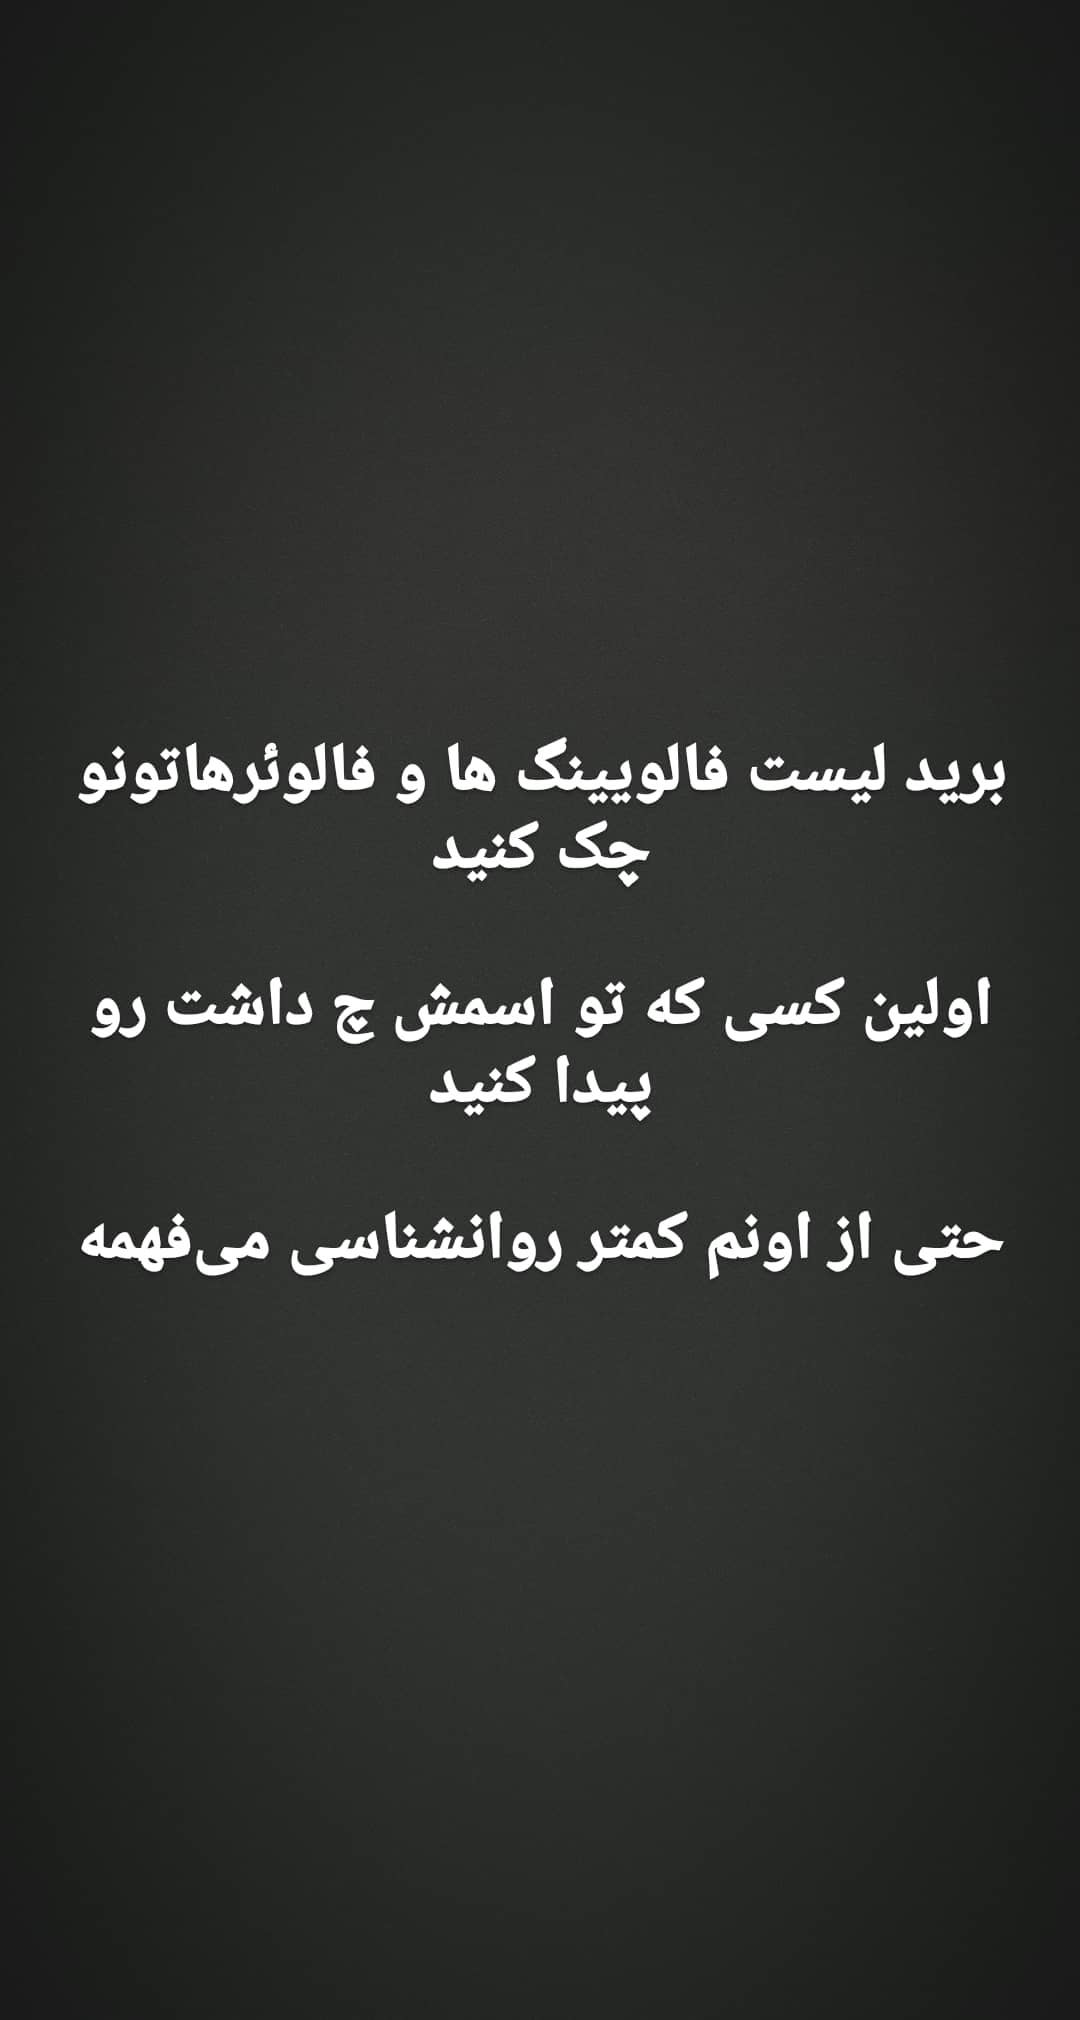 برید لیست فالویینگ ها و فالوئرهاتونو
چک کنید
اولین کسی که تو اسمش چ داشت رو
پیدا کنید
حتی از اونم کمتر روانشناسی می‌فهمه